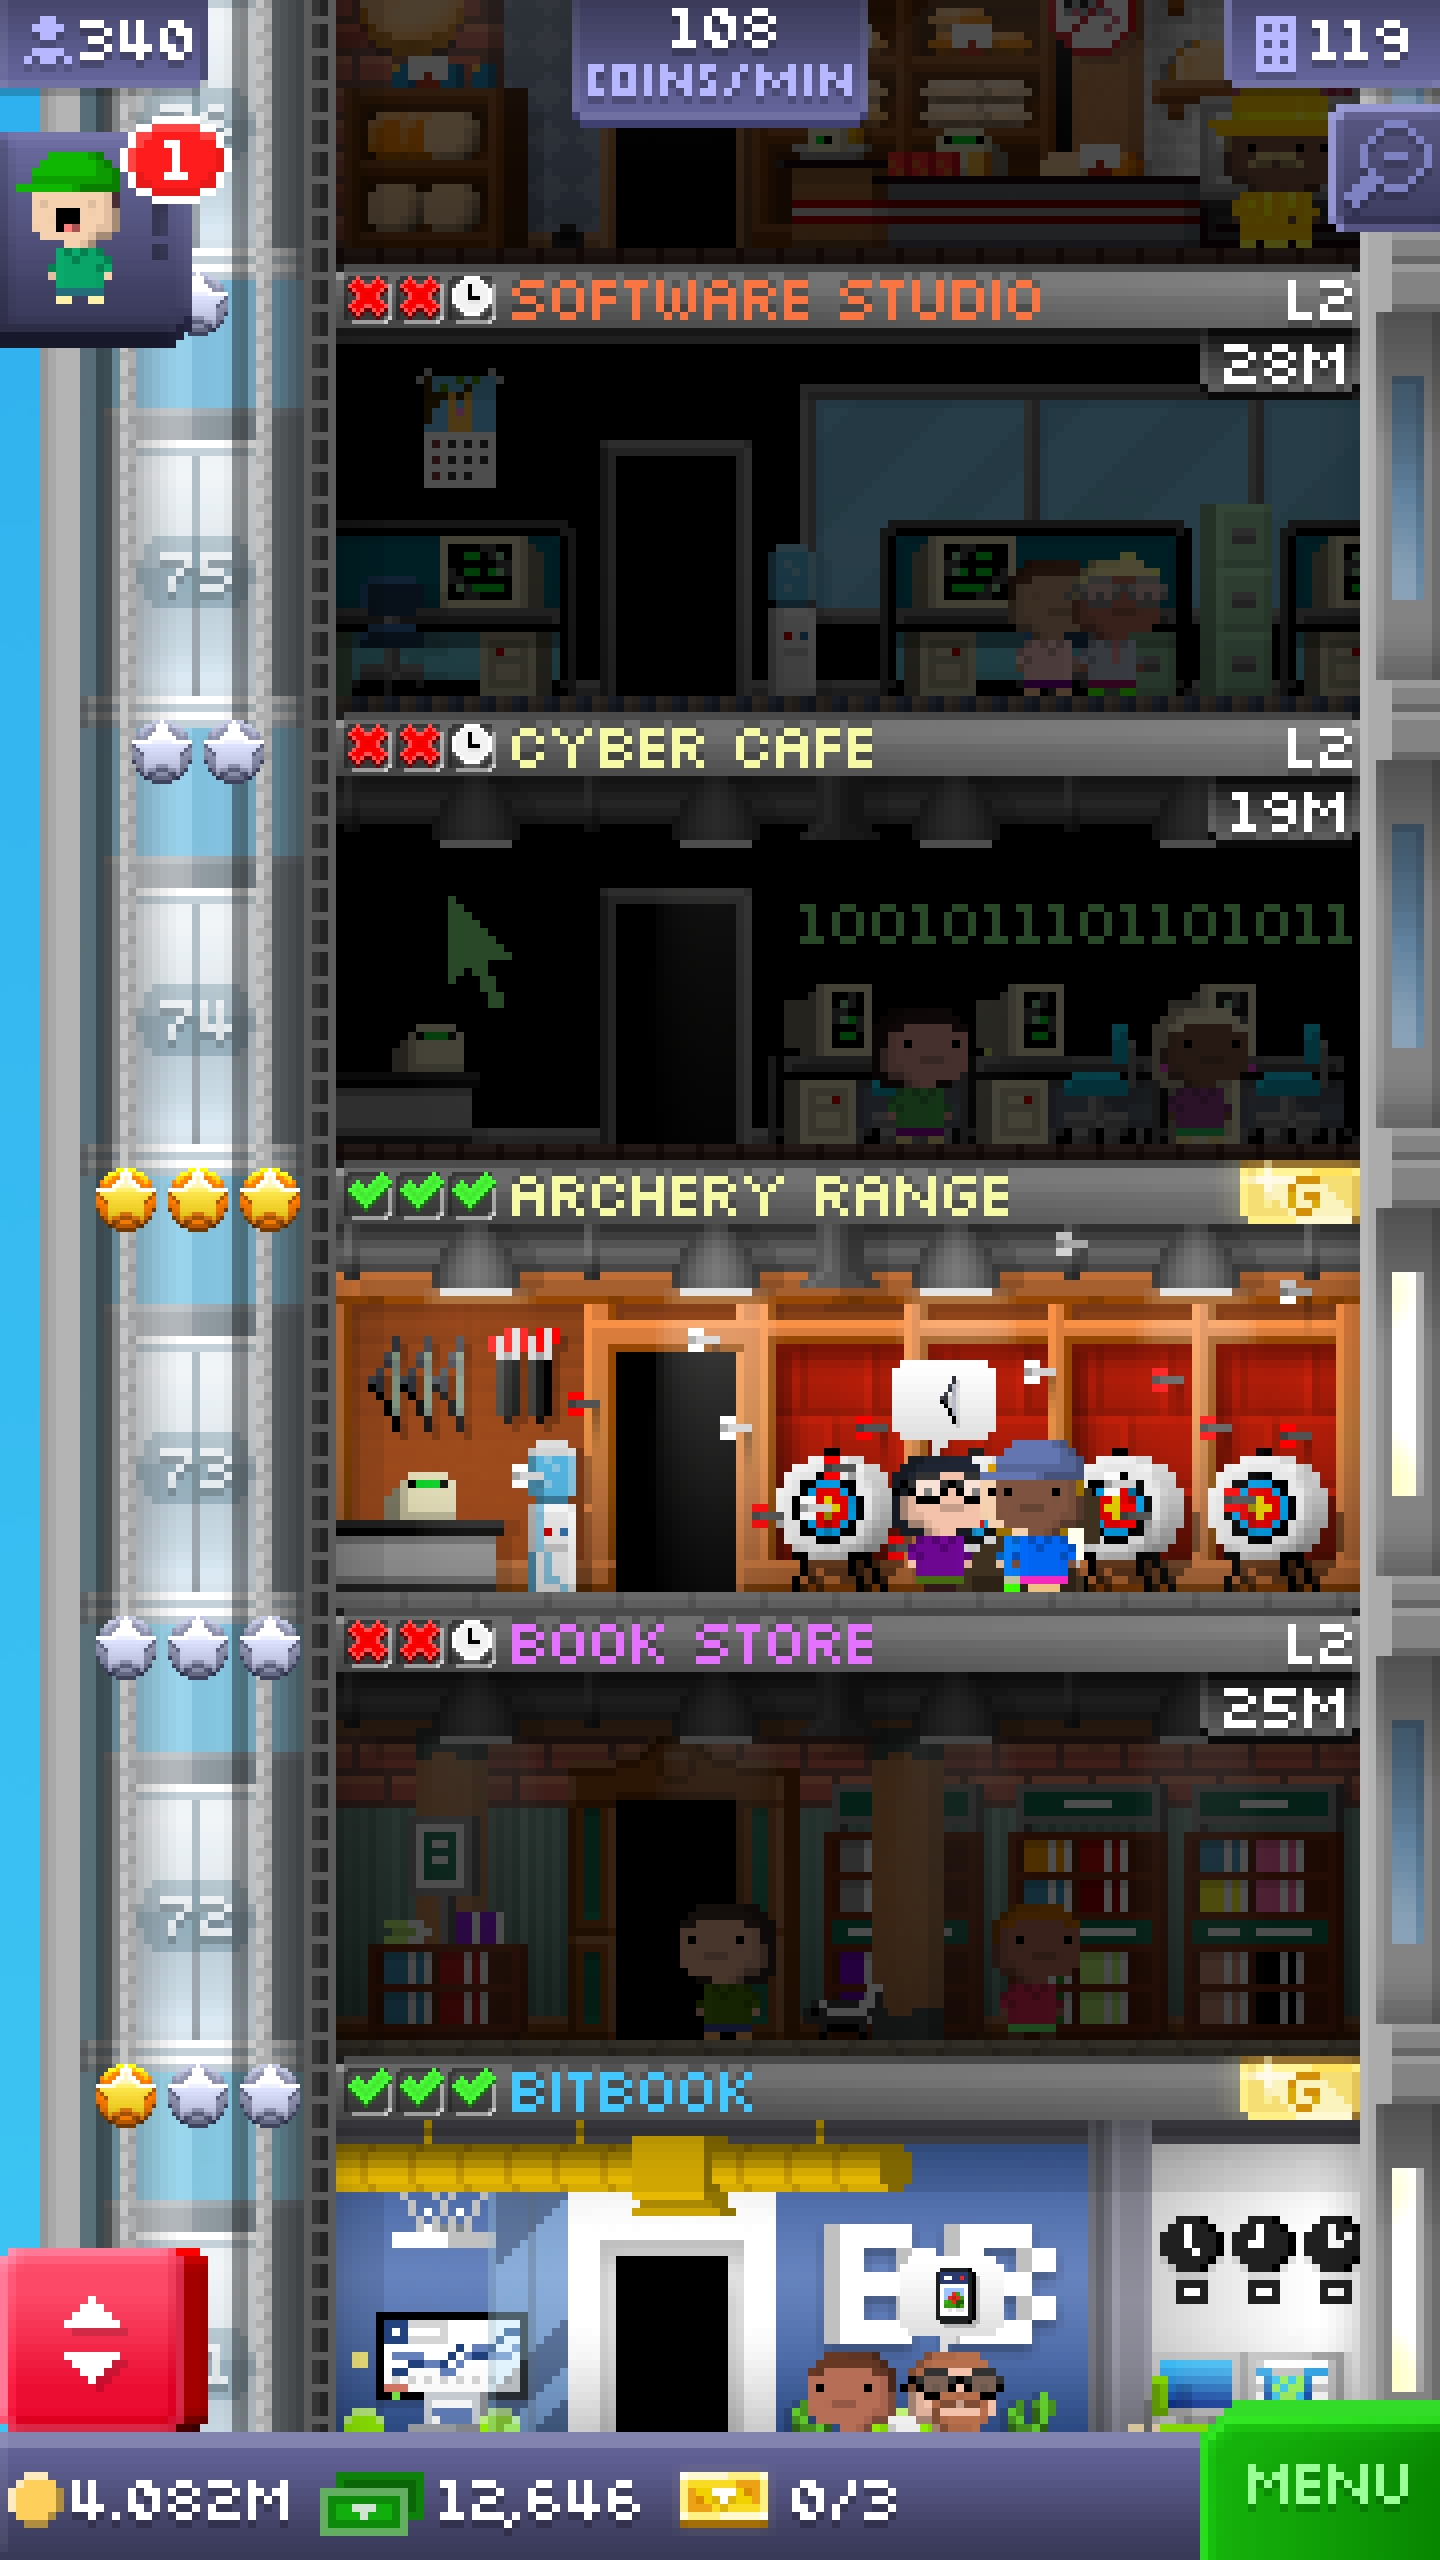 340
108
COINS/MIN
119
1
SOFTWARE STUDIO
L2
28M
75
CYBER CAFE
L2
19M
1001011101101011
74
ARCHERY RANGE
G
73
BOOK STORE
L2
25M
72
BITBOOK
G
4.082M
12,646
0/3
MENU